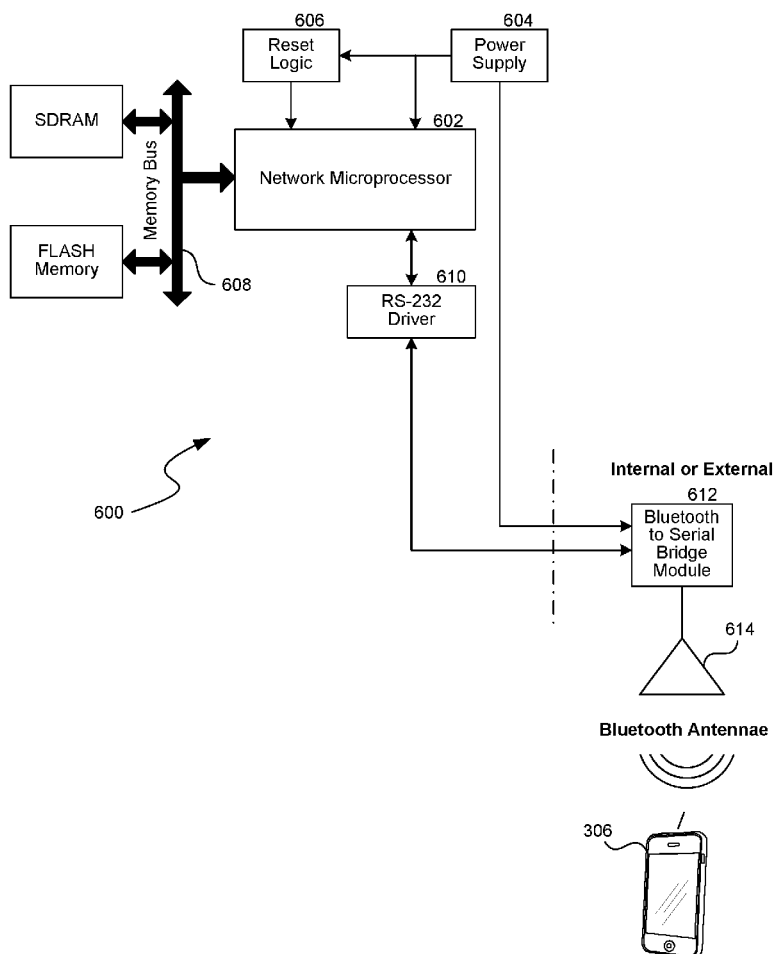 606
Reset
Logic
604
Power
Supply
SDRAM
Memory Bus
602
Network Microprocessor
FLASH
Memory
608
610
RS-232
Driver
600
Internal or External
612
Bluetooth
to Serial
Bridge
Module
614
Bluetooth Antennae
306